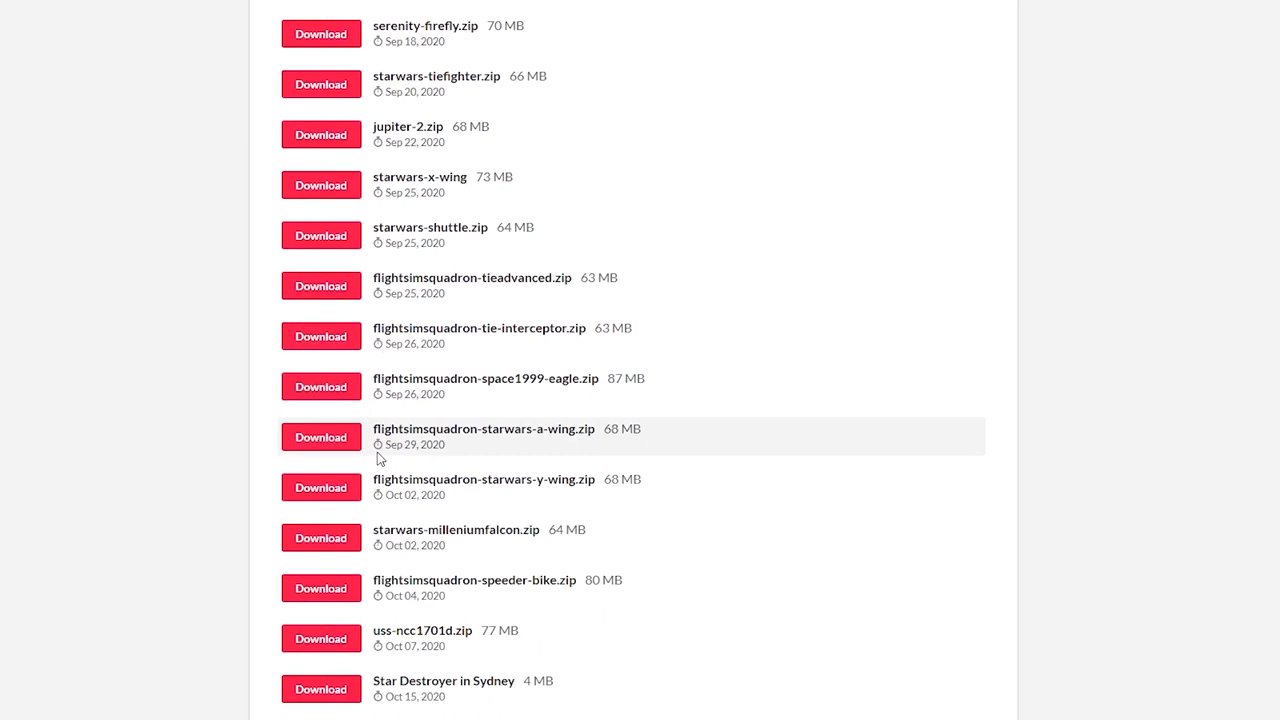 Download serenity-firefly.zip 70 MB
Sep 18, 2020
Download starwars-tiefighter.zip 66 MB
Sep 20, 2020
Download jupiter-2.zip 68 MB
Sep 22, 2020
Download starwars-x-wing 73 MB
Sep 25, 2020
Download starwars-shuttle.zip 64 MB
Sep 25, 2020
Download flightsimsquadron-tieadvanced.zip 63 MB
Sep 25, 2020
Download flightsimsquadron-tie-interceptor.zip 63 MB
Sep 26, 2020
Download flightsimsquadron-space1999-eagle.zip 87 MB
Sep 26, 2020
Download flightsimsquadron-starwars-a-wing.zip 68 MB
Sep 29, 2020
Download flightsimsquadron-starwars-y-wing.zip 68 MB
Oct 02, 2020
Download starwars-milleniumfalcon.zip 64 MB
Oct 02, 2020
Download flightsimsquadron-speeder-bike.zip 80 MB
Oct 04, 2020
Download uss-ncc1701d.zip 77 MB
Oct 07, 2020
Download Star Destroyer in Sydney 4 MB
Oct 15, 2020